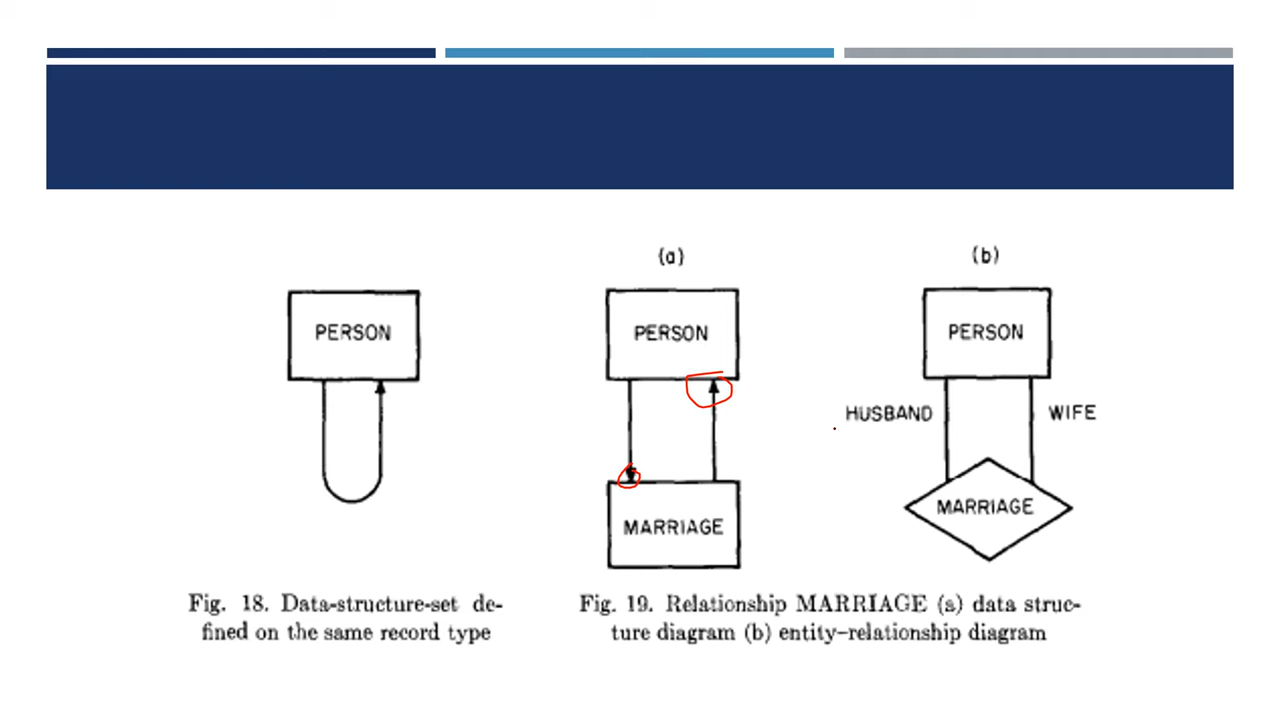 (a)
(b)
PERSON
PERSON
PERSON
HUSBAND
WIFE
MARRIAGE
MARRIAGE
Fig. 18. Data-structure-set de-
fined on the same record type
Fig. 19. Relationship MARRIAGE (a) data struc-
ture diagram (b) entity–relationship diagram